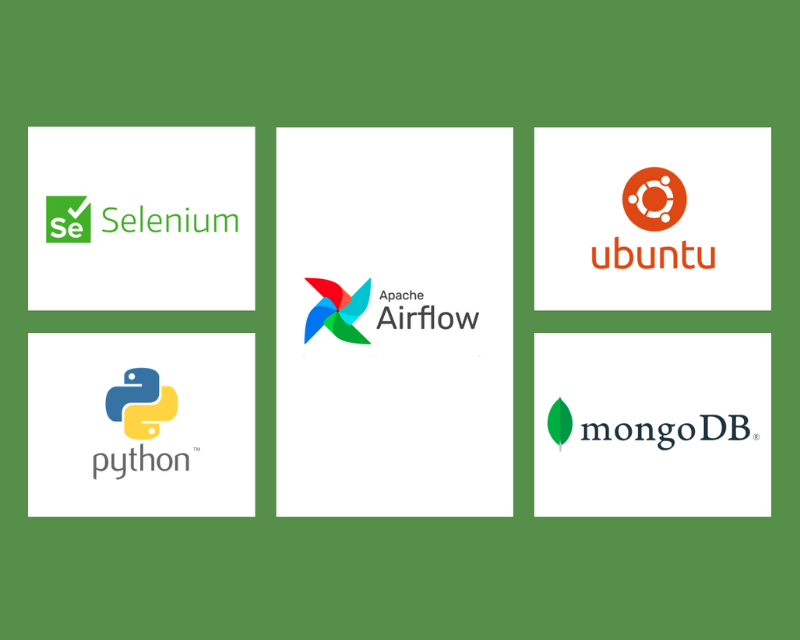 Se Selenium
python™
Apache
Airflow
ubuntu
mongoDB®